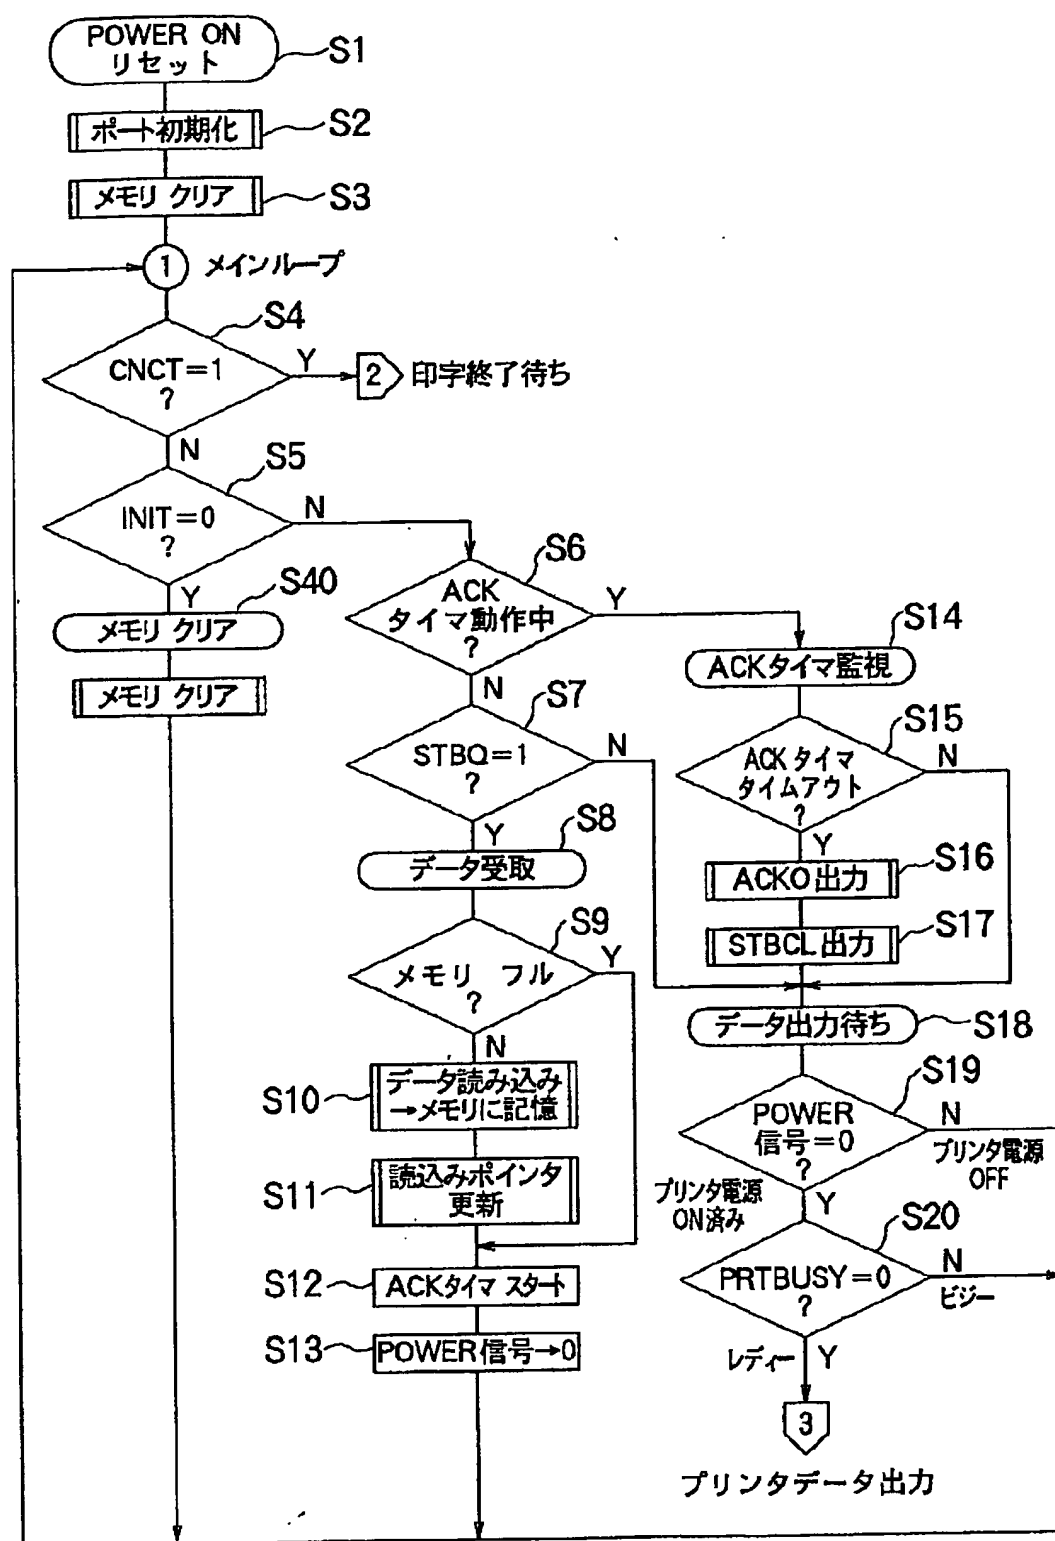 POWER ON
リセット
S1
ポート初期化
S2
メモリ クリア
S3
1
メインループ
S4
CNCT=1
?
Y
2
印字終了待ち
N
S5
INIT=0
?
N
Y
S40
メモリ クリア
メモリ クリア
S6
ACK
タイマ動作中
?
Y
N
S7
STBQ=1
?
N
Y
S8
データ受取
S9
メモリ フル
?
Y
N
S10
データ読み込み
→メモリに記憶
S11
読込みポインタ
更新
S12
ACKタイマ スタート
S13
POWER信号→0
S14
ACKタイマ監視
S15
ACKタイマ
タイムアウト
?
N
Y
S16
ACKO出力
S17
STBCL出力
データ出力待ち
S18
S19
POWER
信号=0
?
N
プリンタ電源
OFF
プリンタ電源
ON済み
Y
S20
PRTBUSY=0
?
N
ビジー
レディー
Y
3
プリンタデータ出力